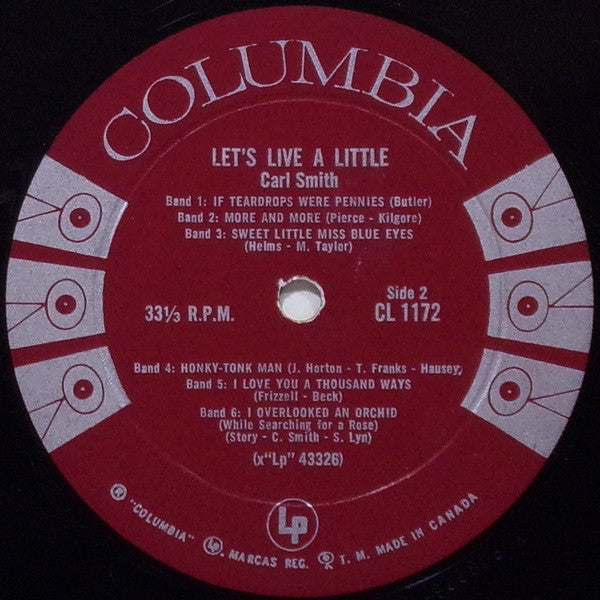 COLUMBIA
LET'S LIVE A LITTLE
Carl Smith
Band 1: IF TEARDROPS WERE PENNIES (Butler)
Band 2: MORE AND MORE (Pierce - Kilgore)
Band 3: SWEET LITTLE MISS BLUE EYES
(Helms - M. Taylor)
33⅓ R.P.M.
Side 2
CL 1172
Band 4: HONKY-TONK MAN (J. Horton - T. Franks - Hausey)
Band 5: I LOVE YOU A THOUSAND WAYS
(Frizzell - Beck)
Band 6: I OVERLOOKED AN ORCHID
(While Searching for a Rose)
(Story - C. Smith - S. Lyn)
(x"Lp" 43326)
LP
® "COLUMBIA" LP MARCAS REG. T. M. MADE IN CANADA